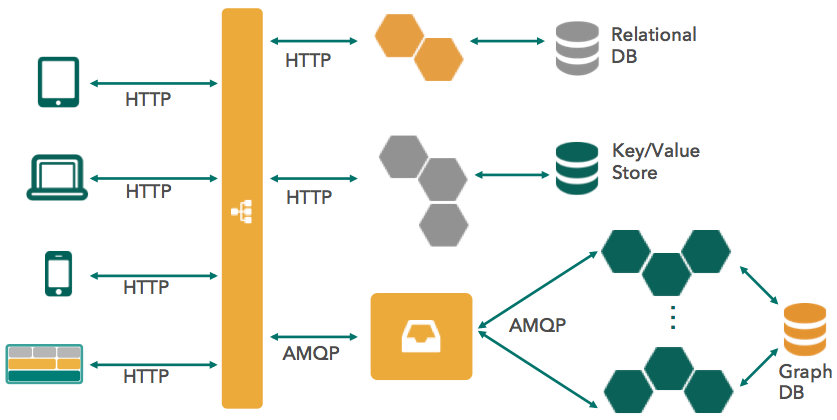 HTTP
HTTP
HTTP
HTTP
HTTP
Relational
DB
HTTP
Key/Value
Store
AMQP
AMQP
Graph
DB